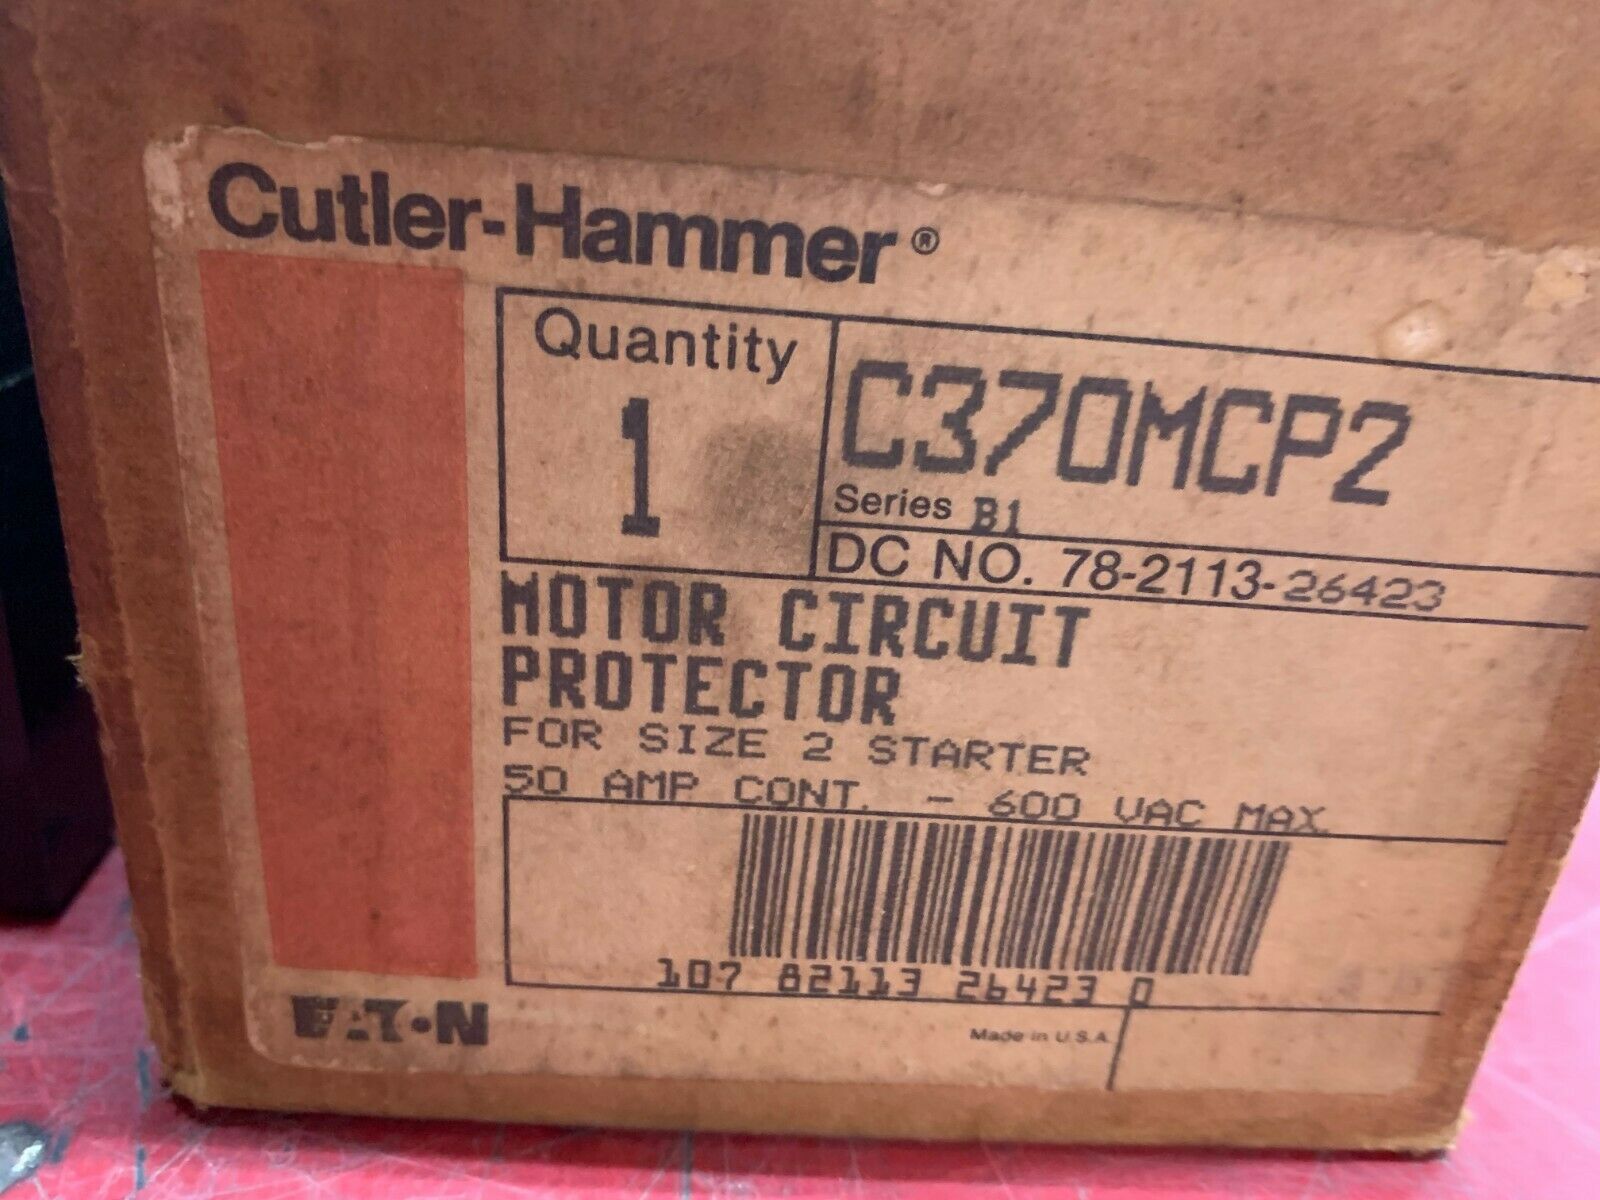 Cutler-Hammer®
Quantity
1
C370MCP2
Series B1
DC NO. 78-2113-26423
MOTOR CIRCUIT
PROTECTOR
FOR SIZE 2 STARTER
50 AMP CONT. - 600 VAC MAX.
107 82113 26423 0
EAT•N
Made in U.S.A.